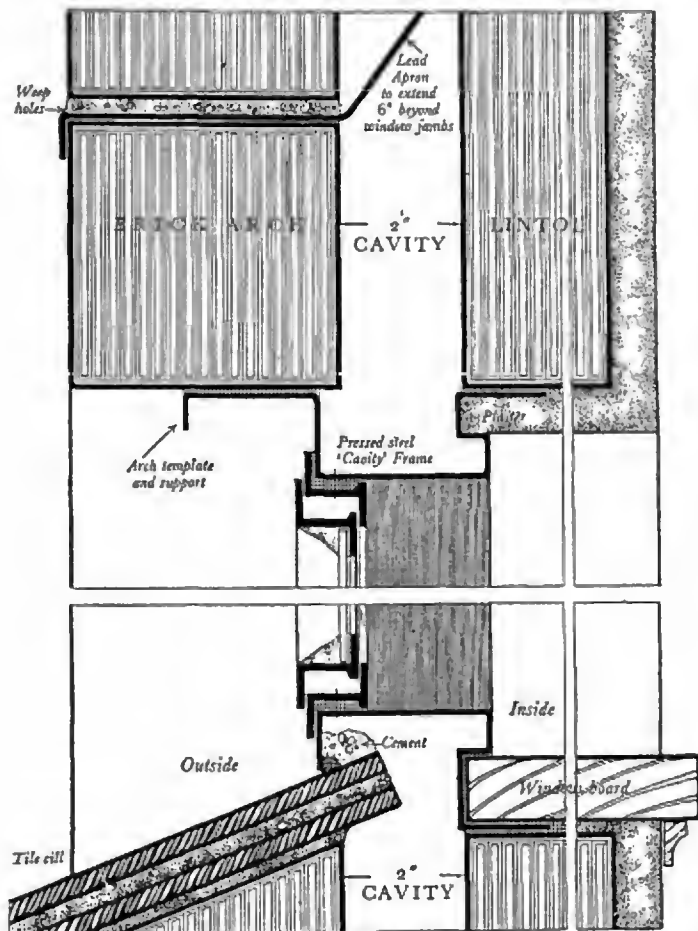 Weep
holes
Lead
Apron
to extend
6" beyond
window jambs
BRICK ARCH
2"
CAVITY
LINTOL
Plaster
Arch template
and support
Pressed steel
'Cavity' Frame
Inside
Cement
Outside
Window board
Tile cill
2"
CAVITY